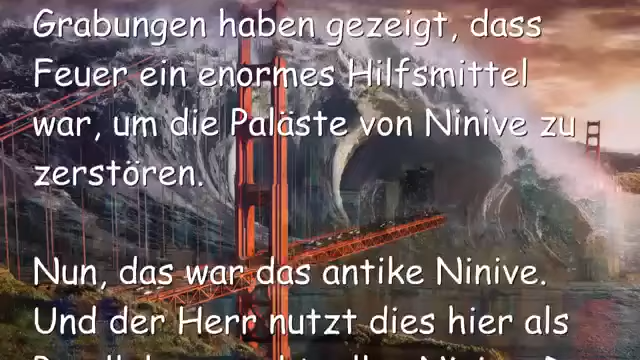 Grabungen haben gezeigt, dass
Feuer ein enormes Hilfsmittel
war, um die Paläste von Ninive zu
zerstören.
Nun, das war das antike Ninive.
Und der Herr nutzt dies hier als